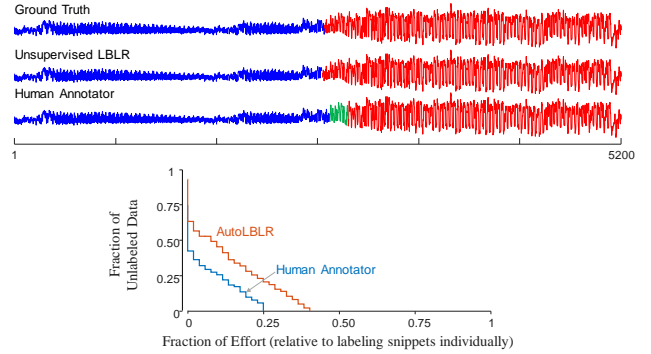 Ground Truth
Unsupervised LBLR
Human Annotator
1 5200
1
0.75
0.50
0.25
0
Fraction of
Unlabeled Data
AutoLBLR
Human Annotator
0 0.25 0.50 0.75 1
Fraction of Effort (relative to labeling snippets individually)